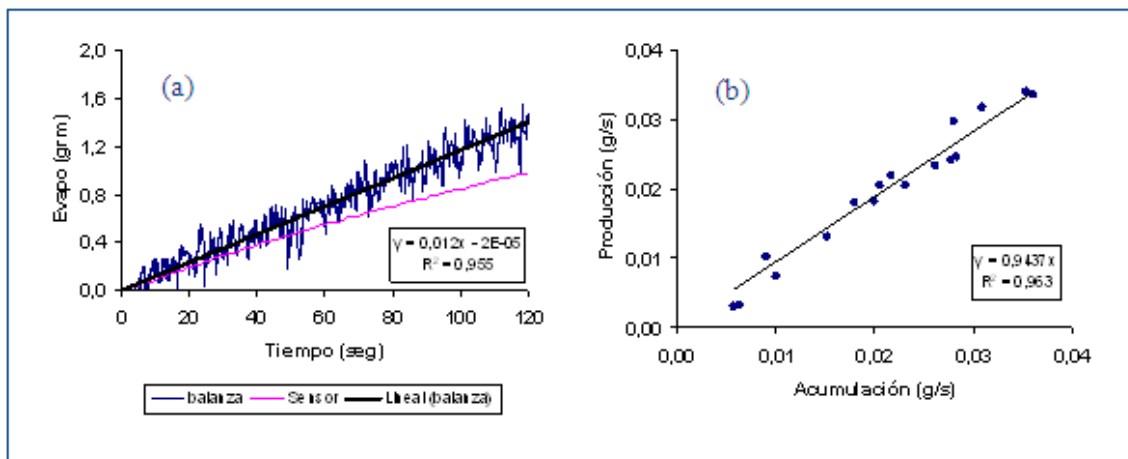 (a)
2,0
1,6
1,2
0,8
0,4
0,0
Evapo (grm)
y = 0,012x - 2E-05
R² = 0,955
0 20 40 60 80 100 120
Tiempo (seg)
balanza Sensor Lineal (balanza)
(b)
0,04
0,03
0,02
0,01
0,00
Producción (g/s)
y = 0,9437x
R² = 0,963
0,00 0,01 0,02 0,03 0,04
Acumulación (g/s)